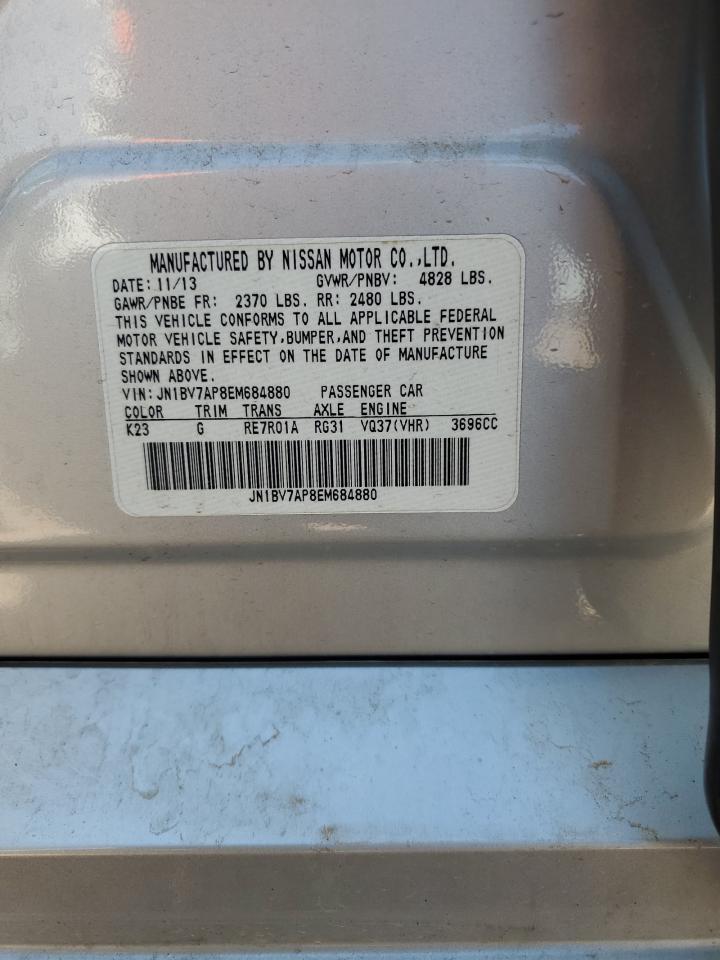 MANUFACTURED BY NISSAN MOTOR CO.,LTD.
DATE: 11/13 GVWR/PNBV: 4828 LBS.
GAWR/PNBE FR: 2370 LBS. RR: 2480 LBS.
THIS VEHICLE CONFORMS TO ALL APPLICABLE FEDERAL
MOTOR VEHICLE SAFETY,BUMPER,AND THEFT PREVENTION
STANDARDS IN EFFECT ON THE DATE OF MANUFACTURE
SHOWN ABOVE.
VIN: JN1BV7AP8EM684880 PASSENGER CAR
COLOR TRIM TRANS AXLE ENGINE
K23 G RE7R01A RG31 VQ37(VHR) 3696CC
JN1BV7AP8EM684880